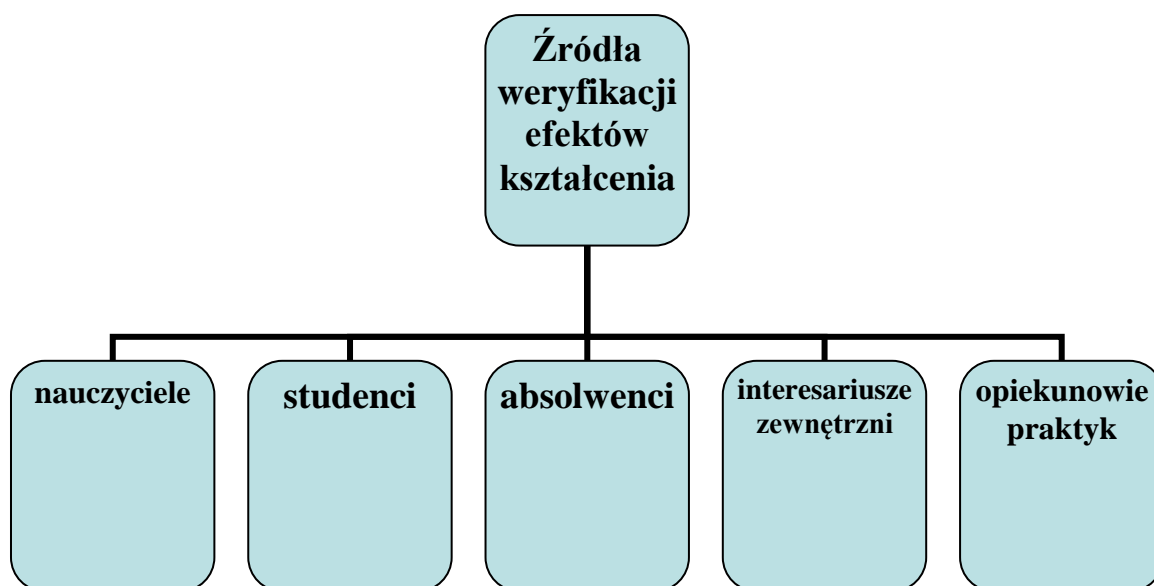 Źródła
weryfikacji
efektów
kształcenia
nauczyciele
studenci
absolwenci
interesariusze
zewnętrzni
opiekunowie
praktyk